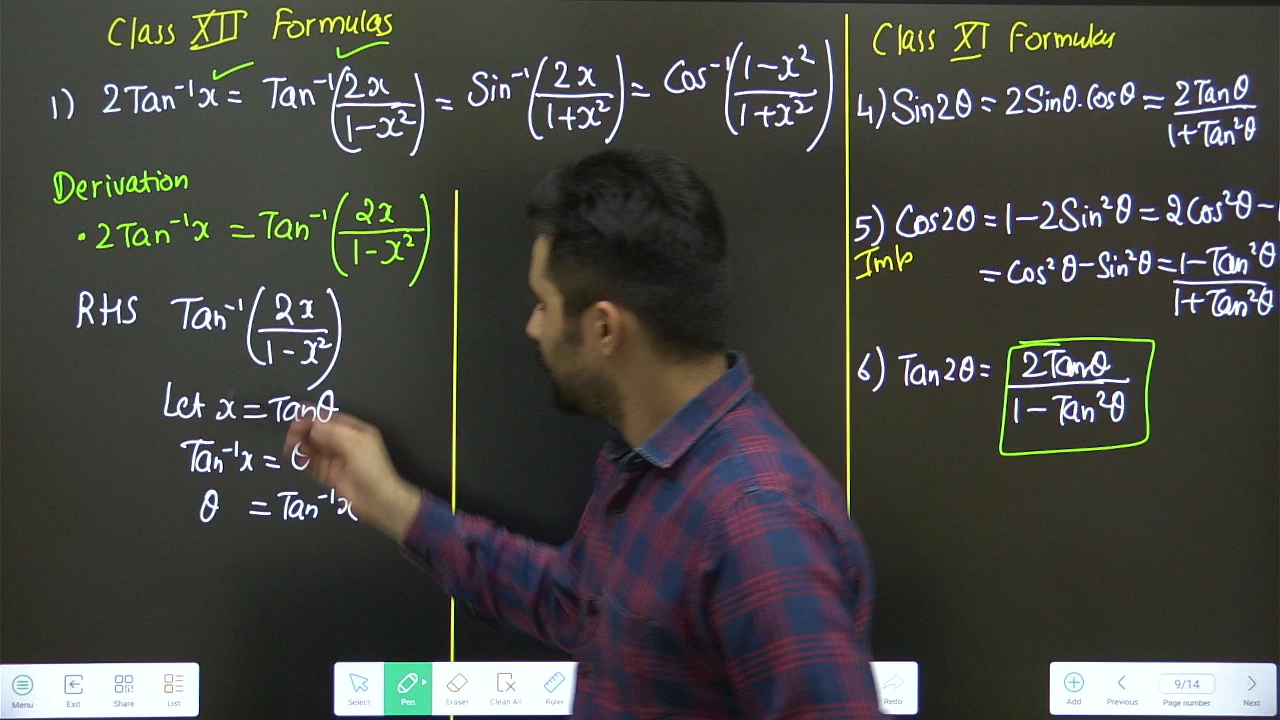 Class XII Formulas
1) 2Tan⁻¹x = Tan⁻¹(2x/(1-x²)) = Sin⁻¹(2x/(1+x²)) = Cos⁻¹((1-x²)/(1+x²))
Derivation
• 2Tan⁻¹x = Tan⁻¹(2x/(1-x²))
RHS Tan⁻¹(2x/(1-x²))
Let x = Tanθ
Tan⁻¹x = θ
θ = Tan⁻¹x
Class XI Formulas
4) Sin2θ = 2Sinθ.Cosθ = 2Tanθ/(1+Tan²θ)
5) Cos2θ = 1-2Sin²θ = 2Cos²θ-1
Imp = Cos²θ-Sin²θ = (1-Tan²θ)/(1+Tan²θ)
6) Tan2θ = 2Tanθ/(1-Tan²θ)
Menu Exit Share List
Select Pen Eraser Clean All Ruler Redo
Add Previous 9/14 Page number Next